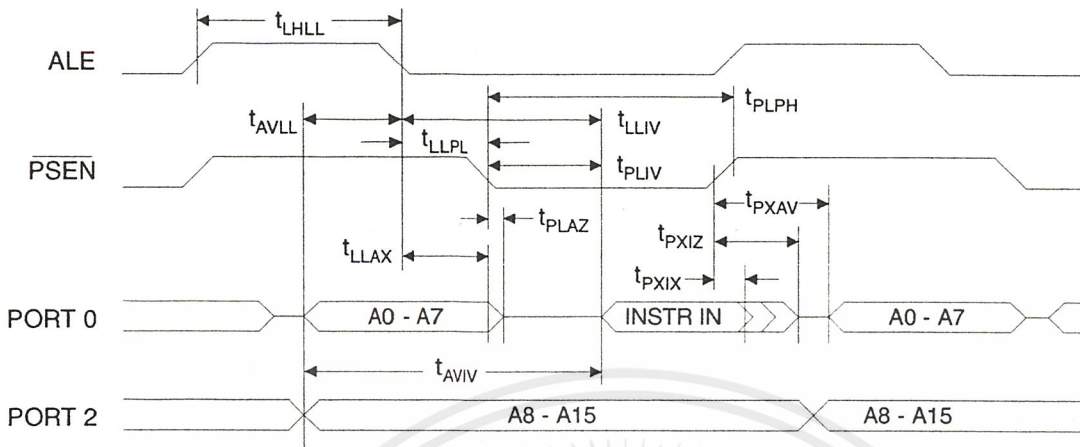 tLHLL
ALE
tPLPH
tAVLL
tLLIV
tLLPL
PSEN
tPLIV
tPXAV
tPLAZ
tPXIZ
tLLAX
tPXIX
PORT 0
A0 - A7
INSTR IN
A0 - A7
tAVIV
PORT 2
A8 - A15
A8 - A15